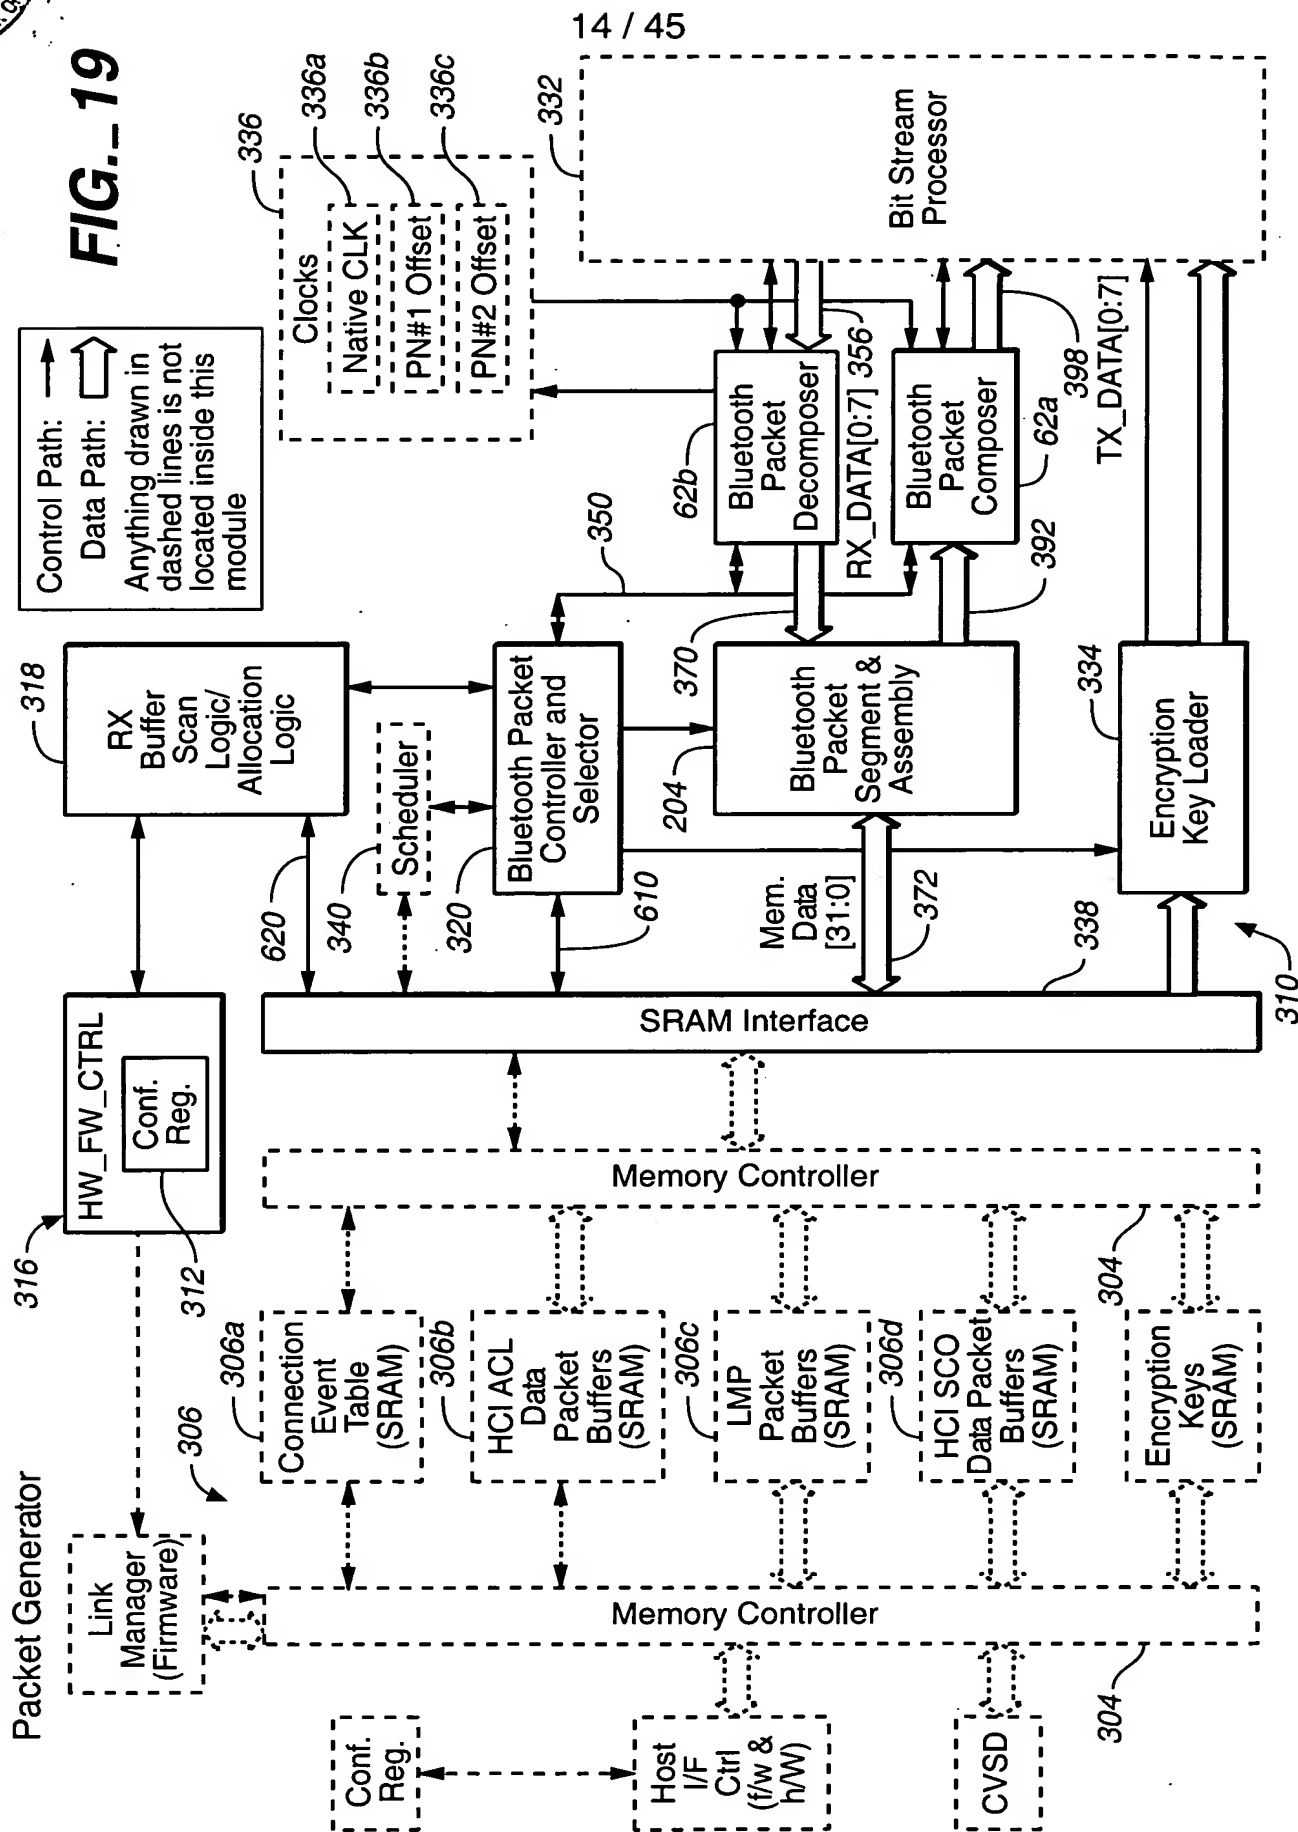 14 / 45
FIG._19
Packet Generator
Control Path:
Data Path:
Anything drawn in
dashed lines is not
located inside this
module
Link
Manager
(Firmware)
316
HW_FW_CTRL
Conf.
Reg.
312
318
RX
Buffer
Scan
Logic/
Allocation
Logic
620
336
Clocks
Native CLK
PN#1 Offset
PN#2 Offset
336a
336b
336c
332
Bit Stream
Processor
340
Scheduler
320
Bluetooth Packet
Controller and
Selector
610
350
62b
Bluetooth
Packet
Decomposer
356
RX_DATA[0:7]
370
Bluetooth
Packet
Composer
62a
398
392
TX_DATA[0:7]
204
Bluetooth
Packet
Segment &
Assembly
Mem.
Data
[31:0]
372
334
Encryption
Key Loader
338
310
SRAM Interface
Memory Controller
304
306
306a
Connection
Event
Table
(SRAM)
306b
HCI ACL
Data
Packet
Buffers
(SRAM)
306c
LMP
Packet
Buffers
(SRAM)
306d
HCI SCO
Data Packet
Buffers
(SRAM)
Encryption
Keys
(SRAM)
Memory Controller
304
Conf.
Reg.
Host
I/F
Ctrl
(f/w &
h/W)
CVSD